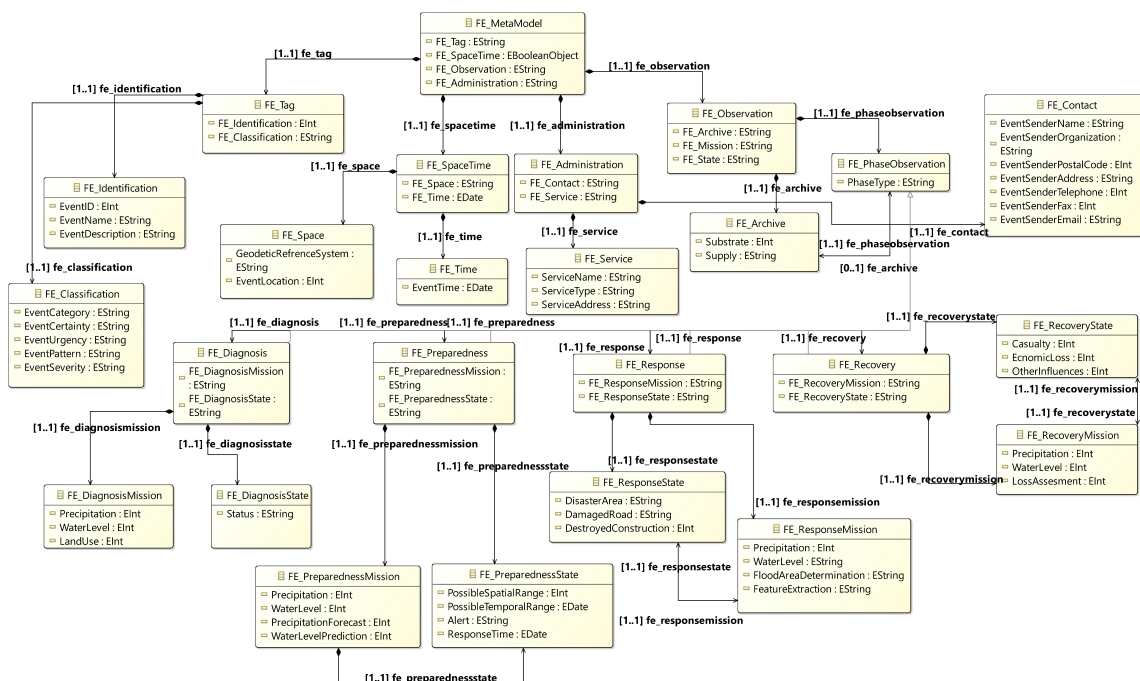 FE_MetaModel
FE_Tag : EString
FE_SpaceTime : EBooleanObject
FE_Observation : EString
FE_Administration : EString
[1..1] fe_tag
[1..1] fe_observation
[1..1] fe_identification
FE_Tag
FE_Identification : EInt
FE_Classification : EString
[1..1] fe_spacetime
[1..1] fe_administration
FE_Observation
FE_Archive : EString
FE_Mission : EString
FE_State : EString
[1..1] fe_phaseobservation
FE_Contact
EventSenderName : EString
EventSenderOrganization :
EString
EventSenderPostalCode : EInt
EventSenderAddress : EString
EventSenderTelephone : EInt
EventSenderFax : EInt
EventSenderEmail : EString
[1..1] fe_space
FE_SpaceTime
FE_Space : EString
FE_Time : EDate
FE_Administration
FE_Contact : EString
FE_Service : EString
FE_PhaseObservation
PhaseType : EString
FE_Identification
EventID : EInt
EventName : EString
EventDescription : EString
[1..1] fe_archive
FE_Space
GeodeticRefrenceSystem :
EString
EventLocation : EInt
[1..1] fe_time
[1..1] fe_service
FE_Archive
Substrate : EInt
Supply : EString
[1..1] fe_contact
[1..1] fe_phaseobservation
[0..1] fe_archive
[1..1] fe_classification
FE_Time
EventTime : EDate
FE_Service
ServiceName : EString
ServiceType : EString
ServiceAddress : EString
FE_Classification
EventCategory : EString
EventCertainty : EString
EventUrgency : EString
EventPattern : EString
EventSeverity : EString
[1..1] fe_diagnosis
[1..1] fe_preparedness
[1..1] fe_preparedness
[1..1] fe_response
[1..1] fe_response
[1..1] fe_recovery
[1..1] fe_recoverystate
FE_RecoveryState
Casualty : EInt
EcnomicLoss : EInt
OtherInfluences : EInt
FE_Diagnosis
FE_DiagnosisMission
: EString
FE_DiagnosisState :
EString
FE_Preparedness
FE_PreparednessMission :
EString
FE_PreparednessState :
EString
FE_Response
FE_ResponseMission : EString
FE_ResponseState : EString
FE_Recovery
FE_RecoveryMission : EString
FE_RecoveryState : EString
[1..1] fe_recoverymission
[1..1] fe_recoverystate
FE_RecoveryMission
Precipitation : EInt
WaterLevel : EInt
LossAssesment : EInt
[1..1] fe_recoverymission
[1..1] fe_diagnosismission
[1..1] fe_diagnosisstate
[1..1] fe_preparednessmission
[1..1] fe_preparednessstate
[1..1] fe_responsestate
[1..1] fe_responsemission
FE_DiagnosisMission
Precipitation : EInt
WaterLevel : EInt
LandUse : EInt
FE_DiagnosisState
Status : EString
FE_ResponseState
DisasterArea : EString
DamagedRoad : EString
DestroyedConstruction : EInt
FE_ResponseMission
Precipitation : EInt
WaterLevel : EString
FloodAreaDetermination : EString
FeatureExtraction : EString
[1..1] fe_responsestate
[1..1] fe_responsemission
FE_PreparednessMission
Precipitation : EInt
WaterLevel : EInt
PrecipitationForecast : EInt
WaterLevelPrediction : EInt
FE_PreparednessState
PossibleSpatialRange : EInt
PossibleTemporalRange : EDate
Alert : EString
ResponseTime : EDate
[1..1] fe_preparednessstate